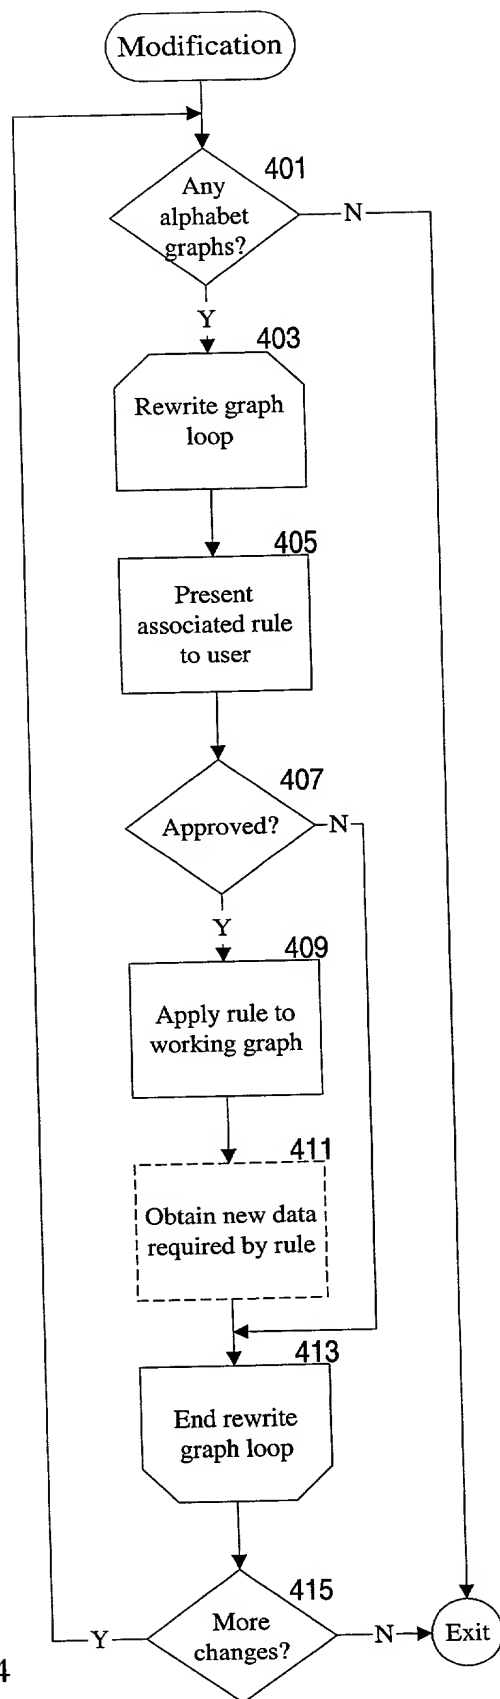 Modification
401
Any
alphabet
graphs?
N
Y
403
Rewrite graph
loop
405
Present
associated rule
to user
407
Approved?
N
Y
409
Apply rule to
working graph
411
Obtain new data
required by rule
413
End rewrite
graph loop
415
More
changes?
Y
N
Exit
4